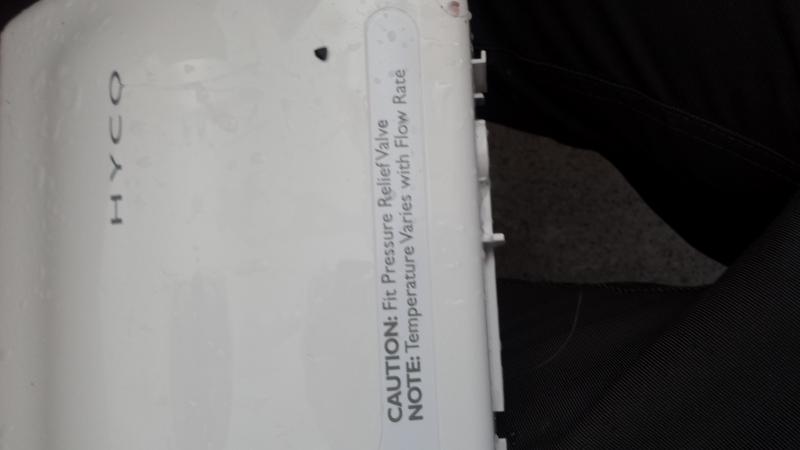 HYCO
CAUTION: Fit Pressure Relief Valve
NOTE: Temperature Varies with Flow Rate